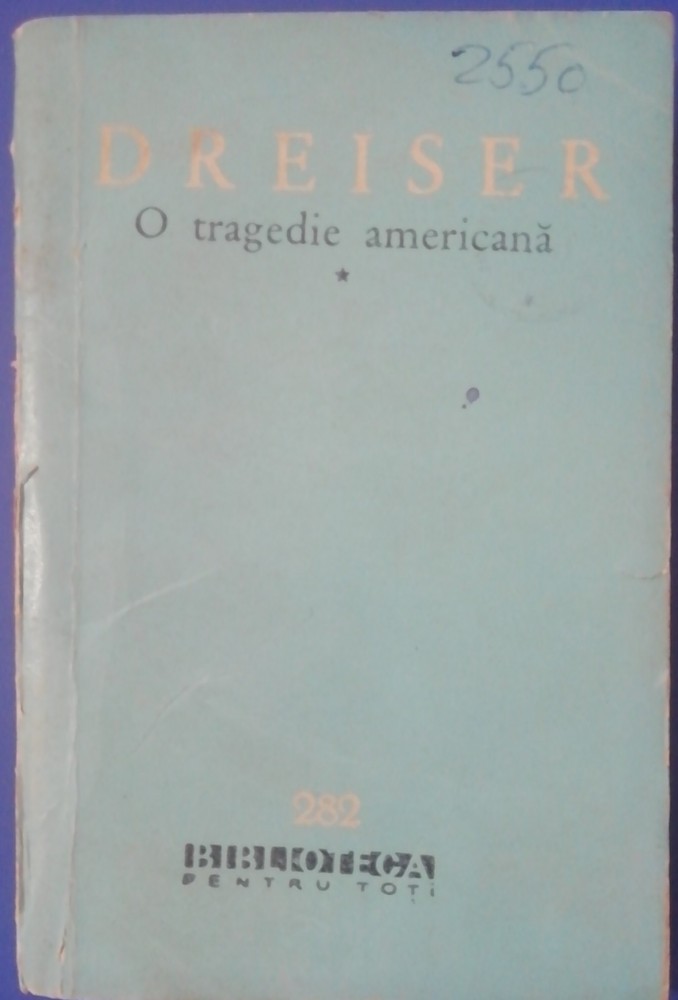 2550
DREISER
O tragedie americană
*
282
BIBLIOTECA
PENTRU TOȚI